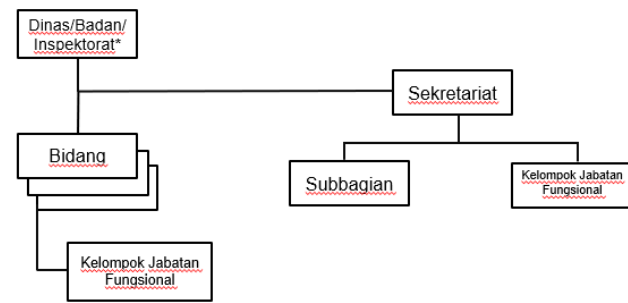 Dinas/Badan/
Inspektorat*
Sekretariat
Bidang
Subbagian
Kelompok Jabatan
Fungsional
Kelompok Jabatan
Fungsional